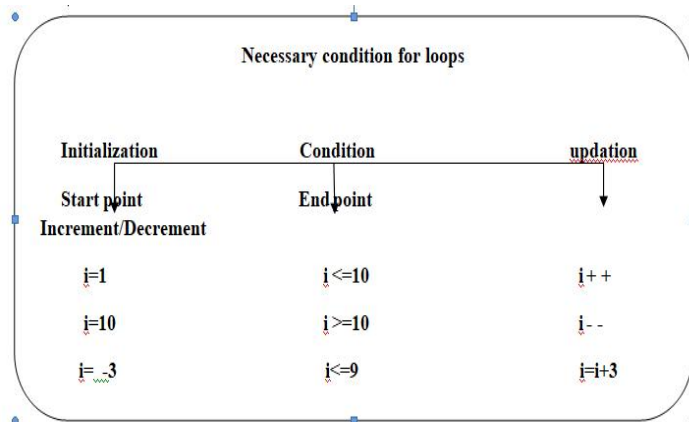 Necessary condition for loops
Initialization Condition updation
Start point End point
Increment/Decrement
i=1 i <=10 i + +
i=10 i >=10 i - -
i= -3 i<=9 i=i+3